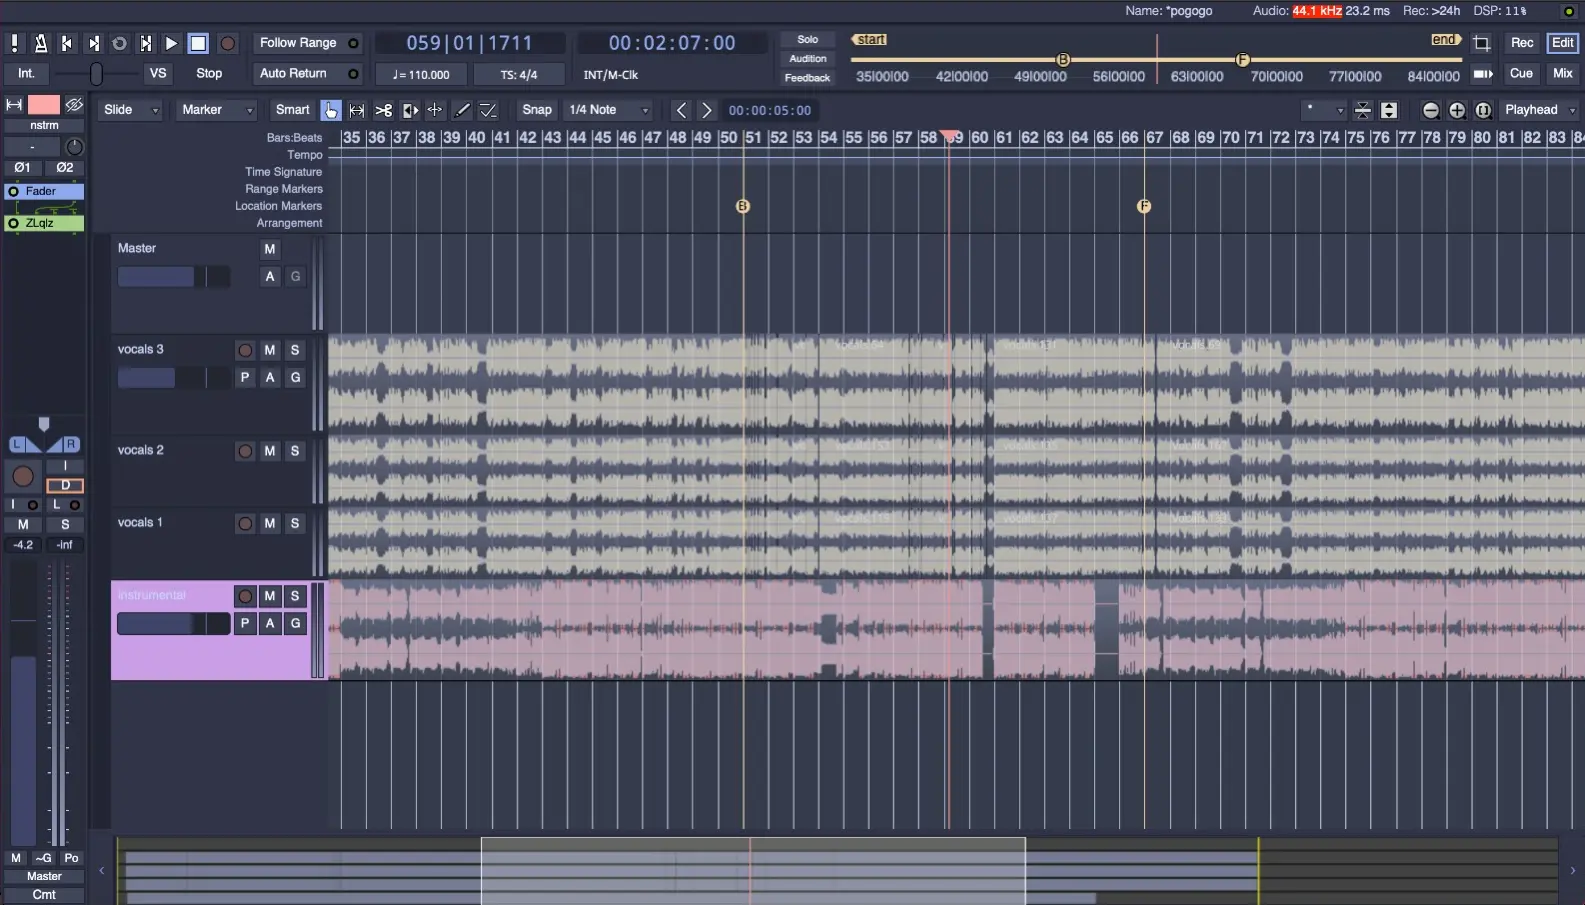 Name: *pogogo Audio: 44.1 kHz 23.2 ms Rec: >24h DSP: 11%
Follow Range 059|01|1711 00:02:07:00 Solo start end Rec Edit
Int. VS Stop Auto Return ♩= 110.000 TS: 4/4 INT/M-Clk Audition
Feedback 35|00|00 42|00|00 49|00|00 56|00|00 63|00|00 70|00|00 77|00|00 84|00|00 Cue Mix
B F
Slide Marker Smart Snap 1/4 Note 00:00:05:00 * Playhead
nstrm
-
Ø1 Ø2
Fader
ZLqlz
Bars:Beats 35 36 37 38 39 40 41 42 43 44 45 46 47 48 49 50 51 52 53 54 55 56 57 58 59 60 61 62 63 64 65 66 67 68 69 70 71 72 73 74 75 76 77 78 79 80 81 82 83 84
Tempo
Time Signature
Range Markers
Location Markers B F
Arrangement
Master M
A G
vocals 3 M S
P A G
vocals 2 M S
vocals 1 M S
instrumental M S
P A G
L R
I
D
I L
M S
-4.2 -inf
M ~G Po
Master
Cmt